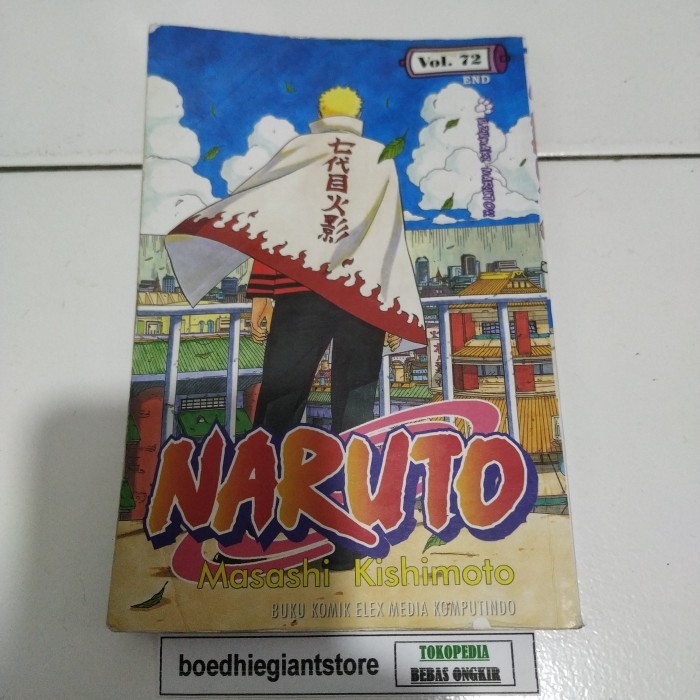 Vol. 72
END
七代目火影
NARUTO
Masashi Kishimoto
BUKU KOMIK ELEX MEDIA KOMPUTINDO
boedhiegiantstore
TOKOPEDIA
BEBAS ONGKIR